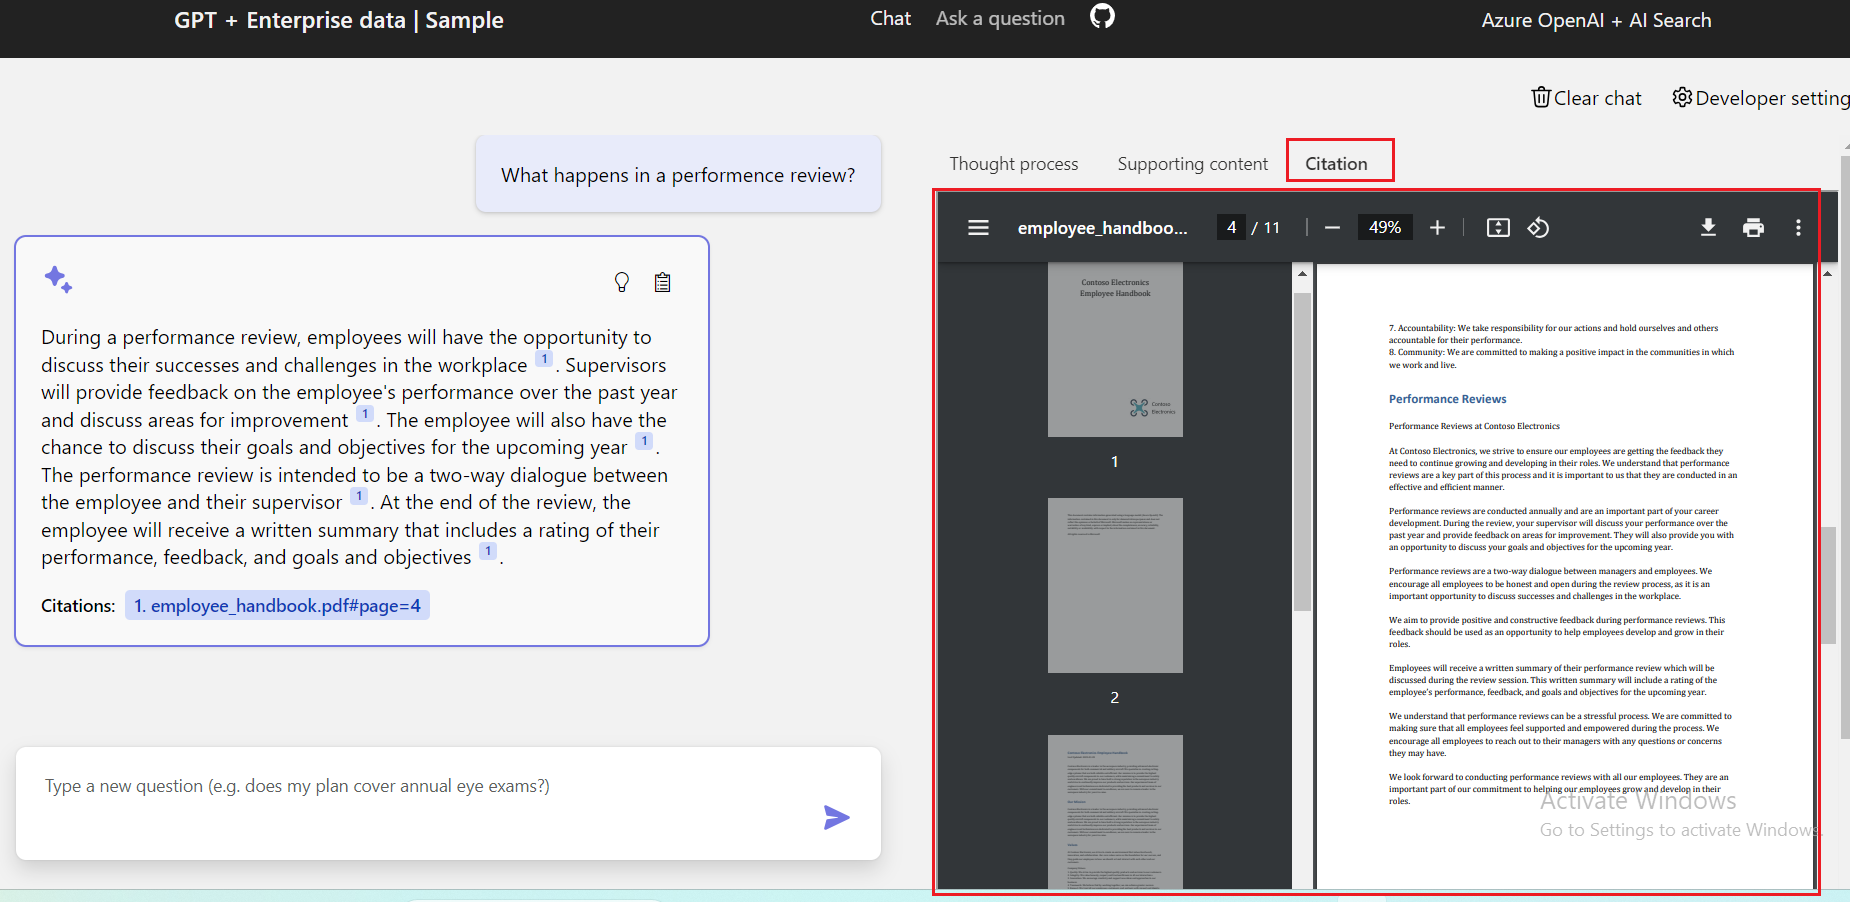 GPT + Enterprise data | Sample
Chat
Ask a question
Azure OpenAI + AI Search
Clear chat
Developer setting
What happens in a performence review?
During a performance review, employees will have the opportunity to
discuss their successes and challenges in the workplace 1 . Supervisors
will provide feedback on the employee's performance over the past year
and discuss areas for improvement 1 . The employee will also have the
chance to discuss their goals and objectives for the upcoming year 1 .
The performance review is intended to be a two-way dialogue between
the employee and their supervisor 1 . At the end of the review, the
employee will receive a written summary that includes a rating of their
performance, feedback, and goals and objectives 1 .
Citations: 1. employee_handbook.pdf#page=4
Type a new question (e.g. does my plan cover annual eye exams?)
Thought process
Supporting content
Citation
employee_handboo...
4 / 11
49%
Contoso Electronics
Employee Handbook
Contoso
Electronics
1
2
7. Accountability: We take responsibility for our actions and hold ourselves and others
accountable for their performance.
8. Community: We are committed to making a positive impact in the communities in which
we work and live.
Performance Reviews
Performance Reviews at Contoso Electronics
At Contoso Electronics, we strive to ensure our employees are getting the feedback they
need to continue growing and developing in their roles. We understand that performance
reviews are a key part of this process and it is important to us that they are conducted in an
effective and efficient manner.
Performance reviews are conducted annually and are an important part of your career
development. During the review, your supervisor will discuss your performance over the
past year and provide feedback on areas for improvement. They will also provide you with
an opportunity to discuss your goals and objectives for the upcoming year.
Performance reviews are a two-way dialogue between managers and employees. We
encourage all employees to be honest and open during the review process, as it is an
important opportunity to discuss successes and challenges in the workplace.
We aim to provide positive and constructive feedback during performance reviews. This
feedback should be used as an opportunity to help employees develop and grow in their
roles.
Employees will receive a written summary of their performance review which will be
discussed during the review session. This written summary will include a rating of the
employee's performance, feedback, and goals and objectives for the upcoming year.
We understand that performance reviews can be a stressful process. We are committed to
making sure that all employees feel supported and empowered during the process. We
encourage all employees to reach out to their managers with any questions or concerns
they may have.
We look forward to conducting performance reviews with all our employees. They are an
important part of our commitment to helping our employees grow and develop in their
roles.
Activate Windows
Go to Settings to activate Windows.